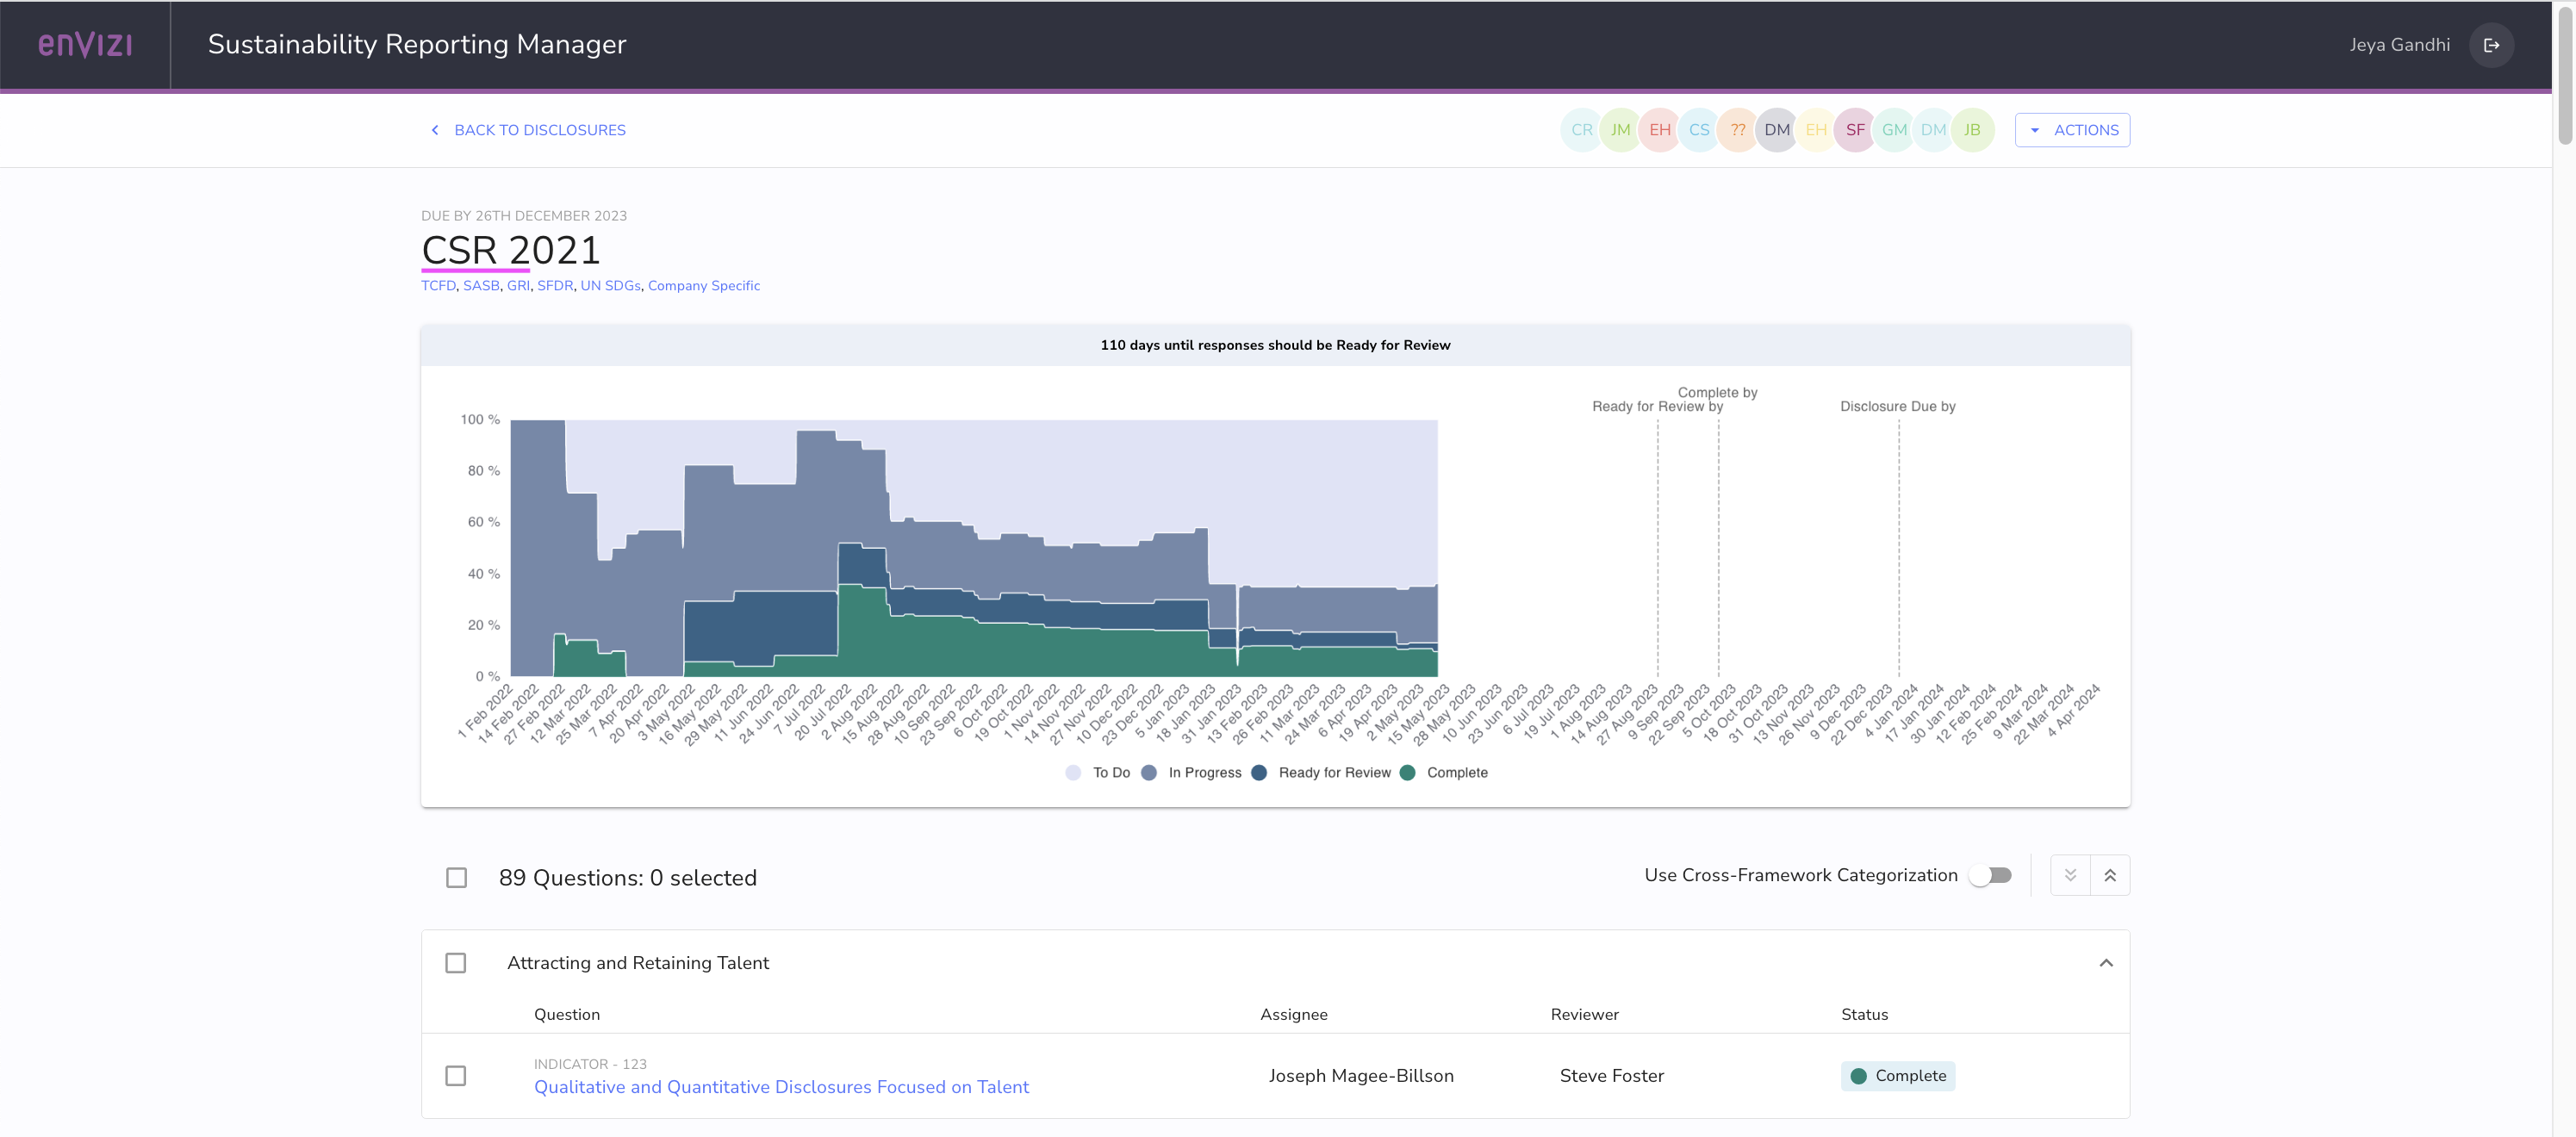 enVIZI
Sustainability Reporting Manager
Jeya Gandhi
BACK TO DISCLOSURES
CR JM EH CS ?? DM EH SF GM DM JB
ACTIONS
DUE BY 26TH DECEMBER 2023
CSR 2021
TCFD, SASB, GRI, SFDR, UN SDGs, Company Specific
110 days until responses should be Ready for Review
Complete by
Ready for Review by
Disclosure Due by
100 %
80 %
60 %
40 %
20 %
0 %
1 Feb 2022
14 Feb 2022
27 Feb 2022
12 Mar 2022
25 Mar 2022
7 Apr 2022
20 Apr 2022
3 May 2022
16 May 2022
29 May 2022
11 Jun 2022
24 Jun 2022
7 Jul 2022
20 Jul 2022
2 Aug 2022
15 Aug 2022
28 Aug 2022
10 Sep 2022
23 Sep 2022
6 Oct 2022
19 Oct 2022
1 Nov 2022
14 Nov 2022
27 Nov 2022
10 Dec 2022
23 Dec 2022
5 Jan 2023
18 Jan 2023
31 Jan 2023
13 Feb 2023
26 Feb 2023
11 Mar 2023
24 Mar 2023
6 Apr 2023
19 Apr 2023
2 May 2023
15 May 2023
28 May 2023
10 Jun 2023
23 Jun 2023
6 Jul 2023
19 Jul 2023
1 Aug 2023
14 Aug 2023
27 Aug 2023
9 Sep 2023
22 Sep 2023
5 Oct 2023
18 Oct 2023
31 Oct 2023
13 Nov 2023
26 Nov 2023
9 Dec 2023
22 Dec 2023
4 Jan 2024
17 Jan 2024
30 Jan 2024
12 Feb 2024
25 Feb 2024
9 Mar 2024
22 Mar 2024
4 Apr 2024
To Do In Progress Ready for Review Complete
89 Questions: 0 selected
Use Cross-Framework Categorization
Attracting and Retaining Talent
Question Assignee Reviewer Status
INDICATOR - 123
Qualitative and Quantitative Disclosures Focused on Talent
Joseph Magee-Billson
Steve Foster
Complete